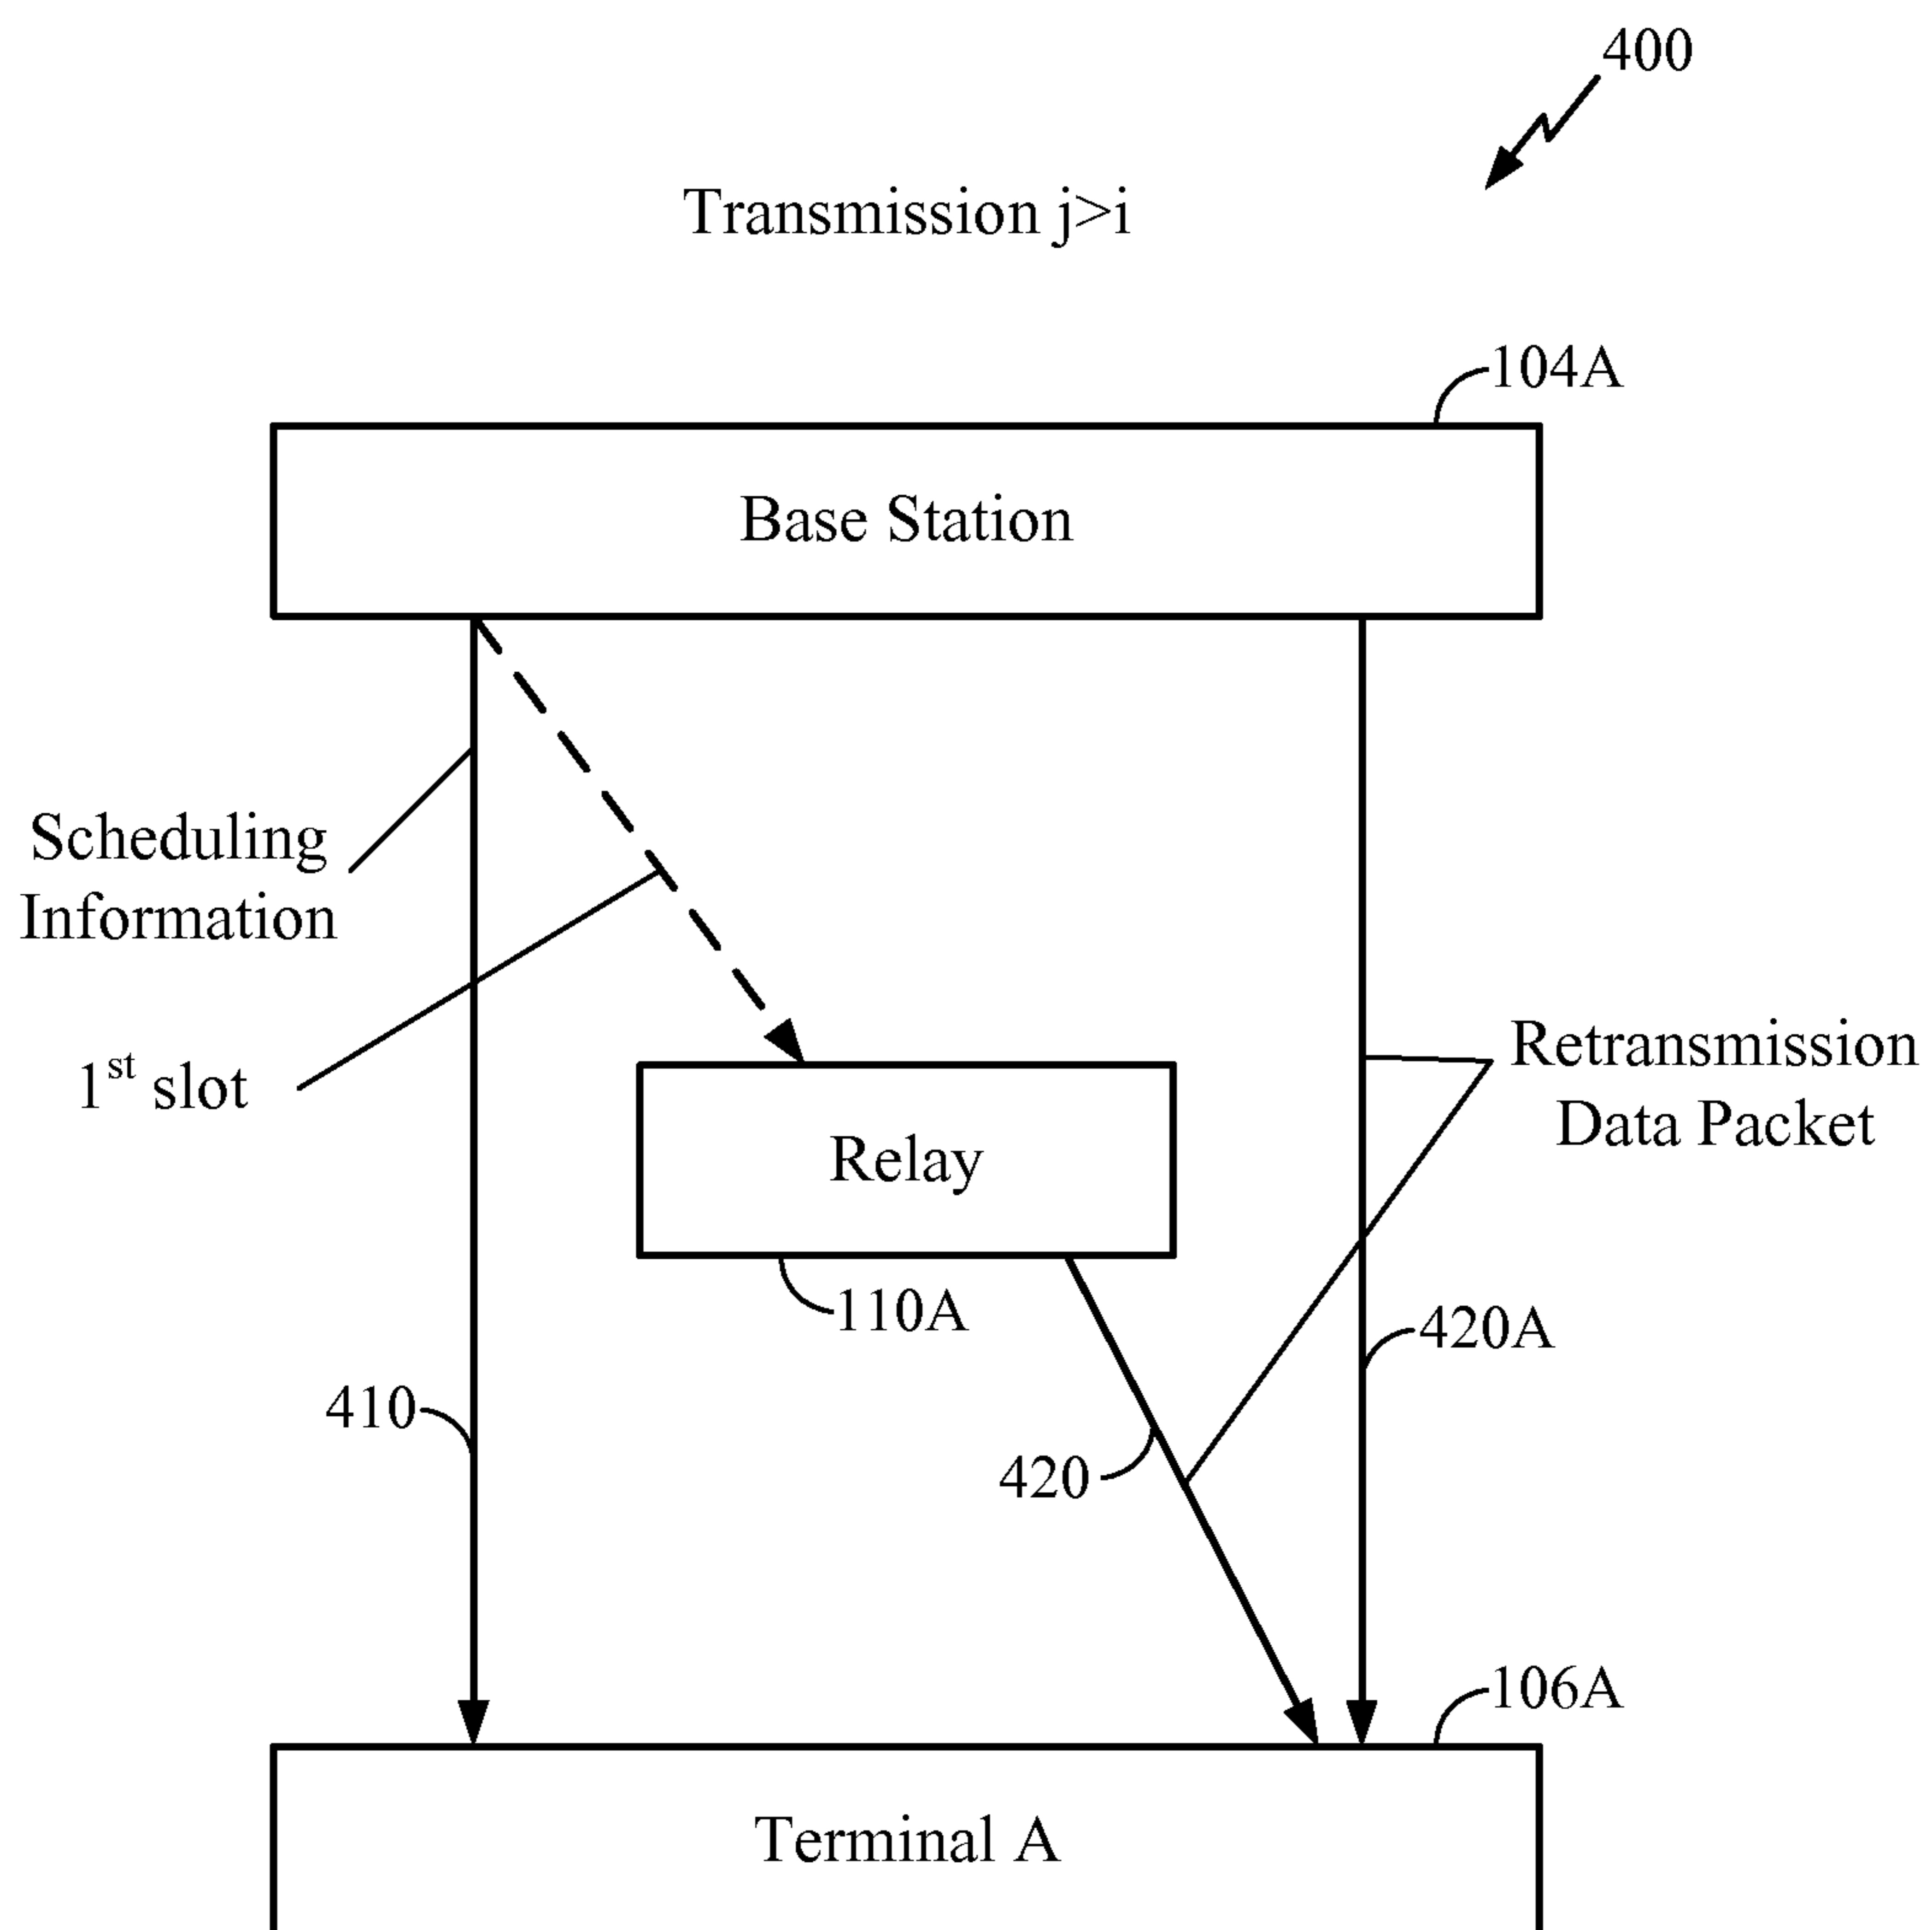 400
Transmission j>i
104A
Base Station
Scheduling
Information
1st slot
Retransmission
Data Packet
Relay
110A
420A
410
420
106A
Terminal A